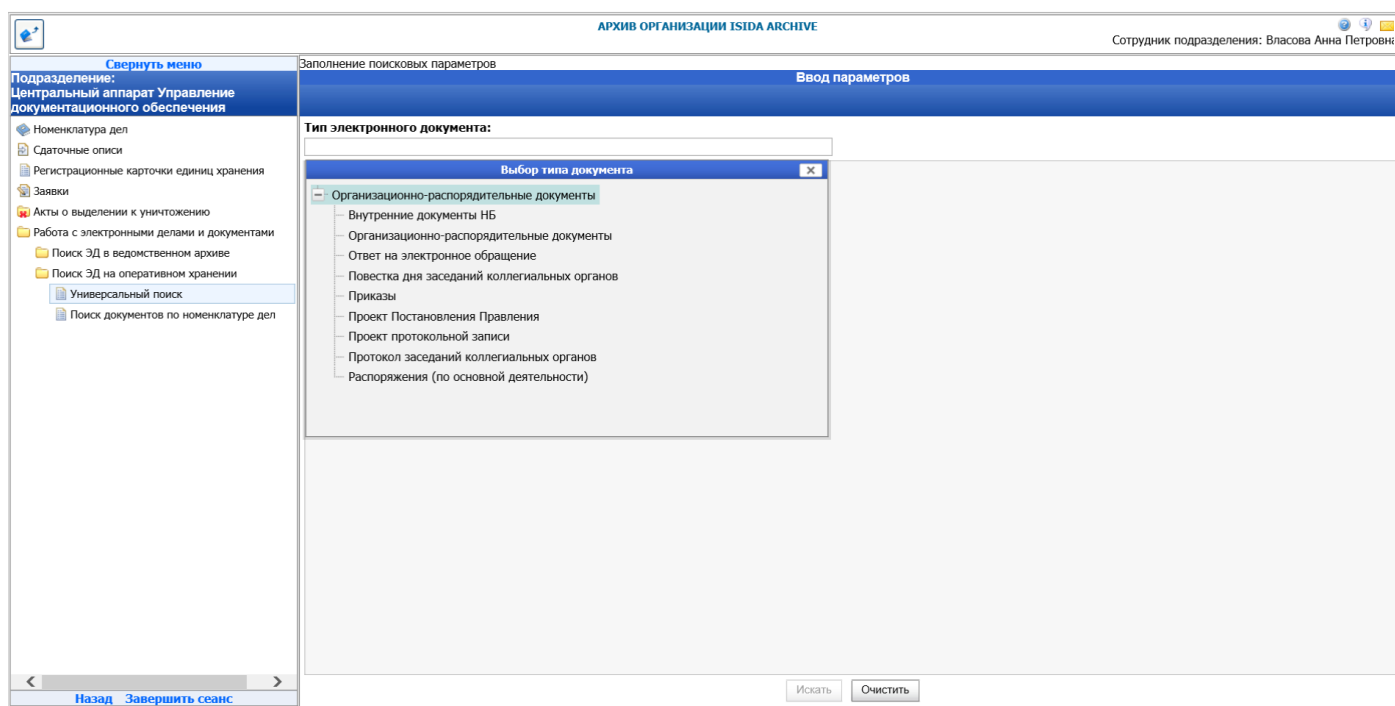 АРХИВ ОРГАНИЗАЦИИ ISIDA ARCHIVE
Сотрудник подразделения: Власова Анна Петровна
Свернуть меню
Подразделение:
Центральный аппарат Управление
документационного обеспечения
Номенклатура дел
Сдаточные описи
Регистрационные карточки единиц хранения
Заявки
Акты о выделении к уничтожению
Работа с электронными делами и документами
Поиск ЭД в ведомственном архиве
Поиск ЭД на оперативном хранении
Универсальный поиск
Поиск документов по номенклатуре дел
Назад Завершить сеанс
Заполнение поисковых параметров
Ввод параметров
Тип электронного документа:
Выбор типа документа
Организационно-распорядительные документы
Внутренние документы НБ
Организационно-распорядительные документы
Ответ на электронное обращение
Повестка дня заседаний коллегиальных органов
Приказы
Проект Постановления Правления
Проект протокольной записи
Протокол заседаний коллегиальных органов
Распоряжения (по основной деятельности)
Искать Очистить